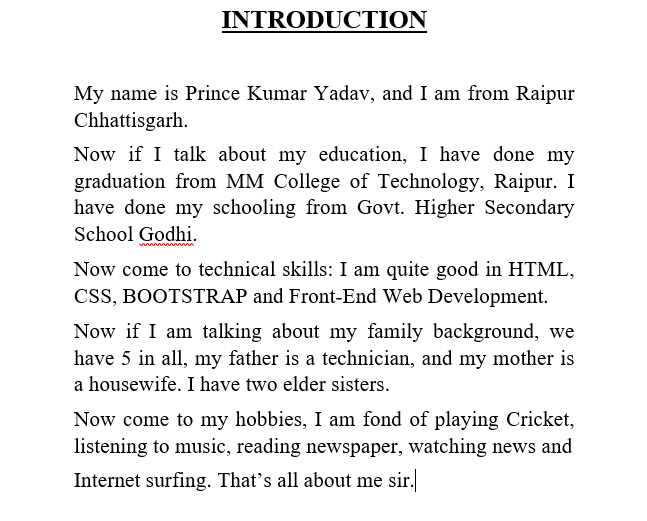 INTRODUCTION
My name is Prince Kumar Yadav, and I am from Raipur
Chhattisgarh.
Now if I talk about my education, I have done my
graduation from MM College of Technology, Raipur. I
have done my schooling from Govt. Higher Secondary
School Godhi.
Now come to technical skills: I am quite good in HTML,
CSS, BOOTSTRAP and Front-End Web Development.
Now if I am talking about my family background, we
have 5 in all, my father is a technician, and my mother is
a housewife. I have two elder sisters.
Now come to my hobbies, I am fond of playing Cricket,
listening to music, reading newspaper, watching news and
Internet surfing. That’s all about me sir.